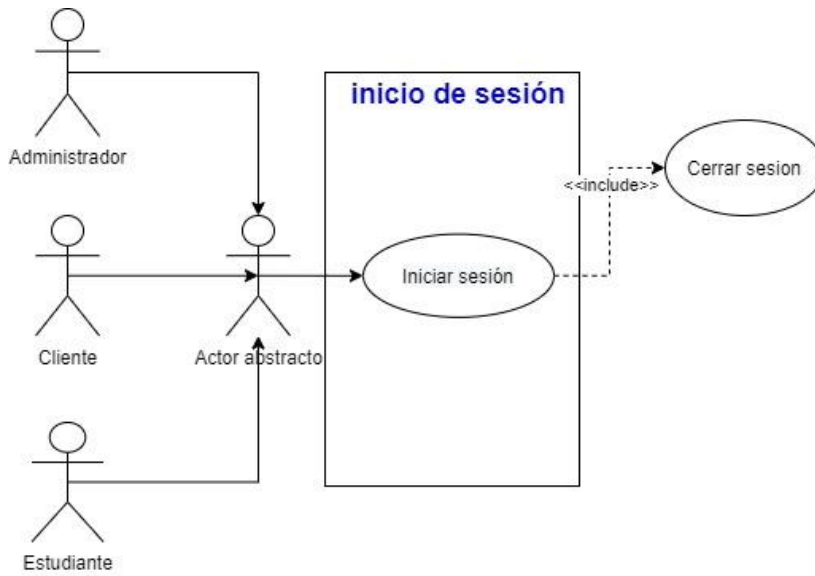 Administrador
inicio de sesión
Cerrar sesion
<<include>>
Iniciar sesión
Cliente
Actor abstracto
Estudiante